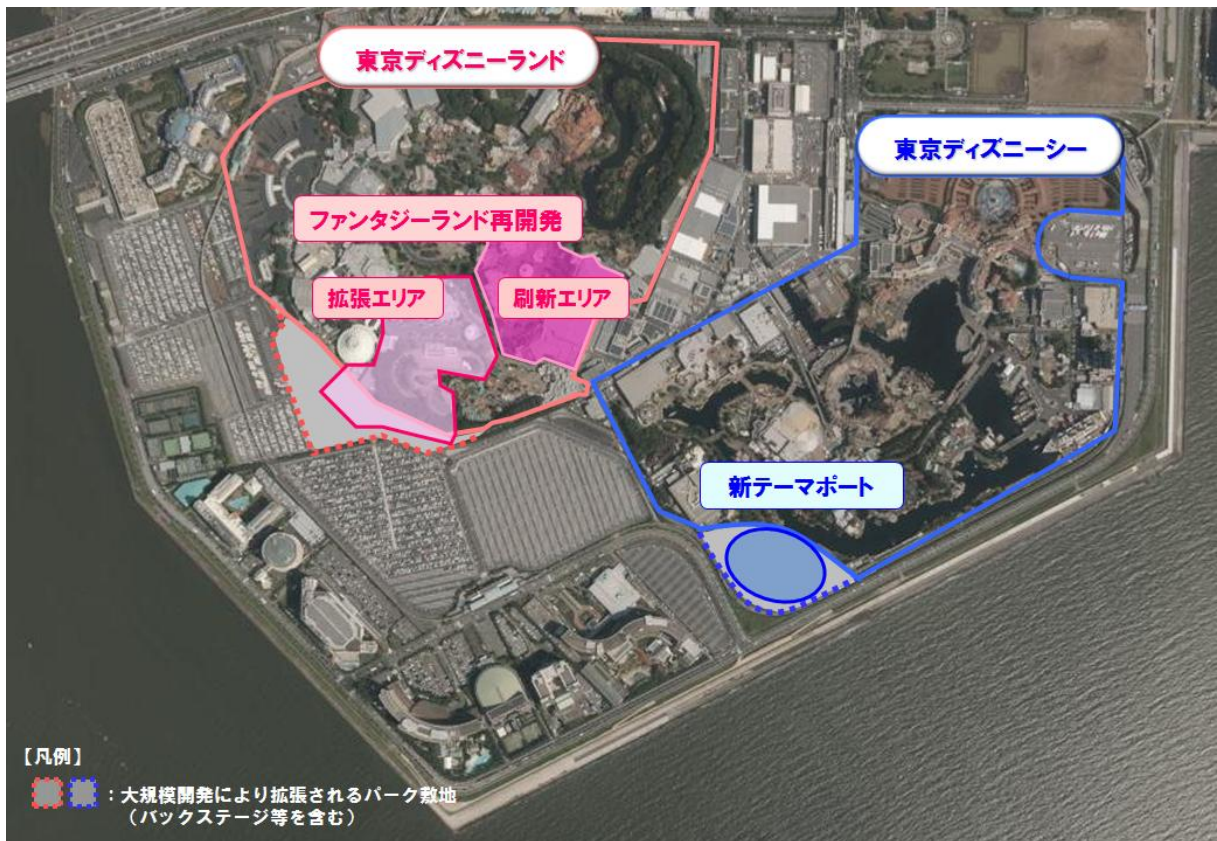 東京ディズニーランド
東京ディズニーシー
ファンタジーランド再開発
拡張エリア
刷新エリア
新テーマポート
【凡例】
：大規模開発により拡張されるパーク敷地
（バックステージ等を含む）